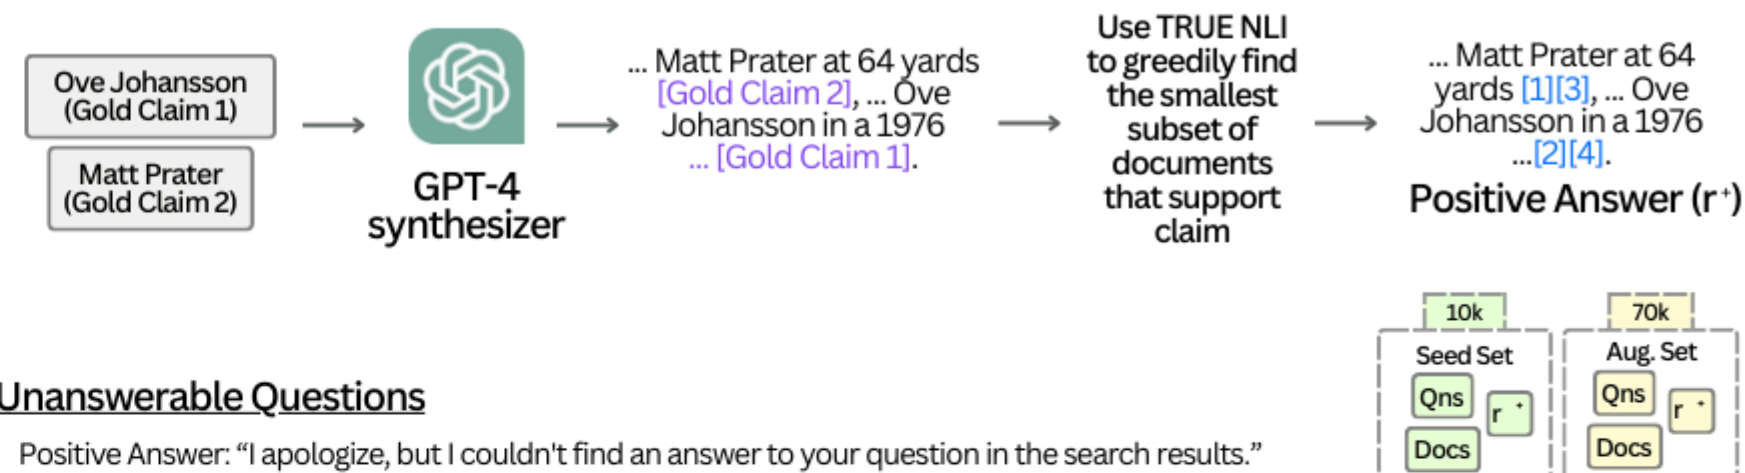 Ove Johansson
(Gold Claim 1)
Matt Prater
(Gold Claim 2)
GPT-4
synthesizer
... Matt Prater at 64 yards
[Gold Claim 2], ... Ove
Johansson in a 1976
... [Gold Claim 1].
Use TRUE NLI
to greedily find
the smallest
subset of
documents
that support
claim
... Matt Prater at 64
yards [1][3], ... Ove
Johansson in a 1976
...[2][4].
Positive Answer (r⁺)
10k
Seed Set
Qns
r⁺
Docs
70k
Aug. Set
Qns
r⁺
Docs
Unanswerable Questions
Positive Answer: “I apologize, but I couldn't find an answer to your question in the search results.”